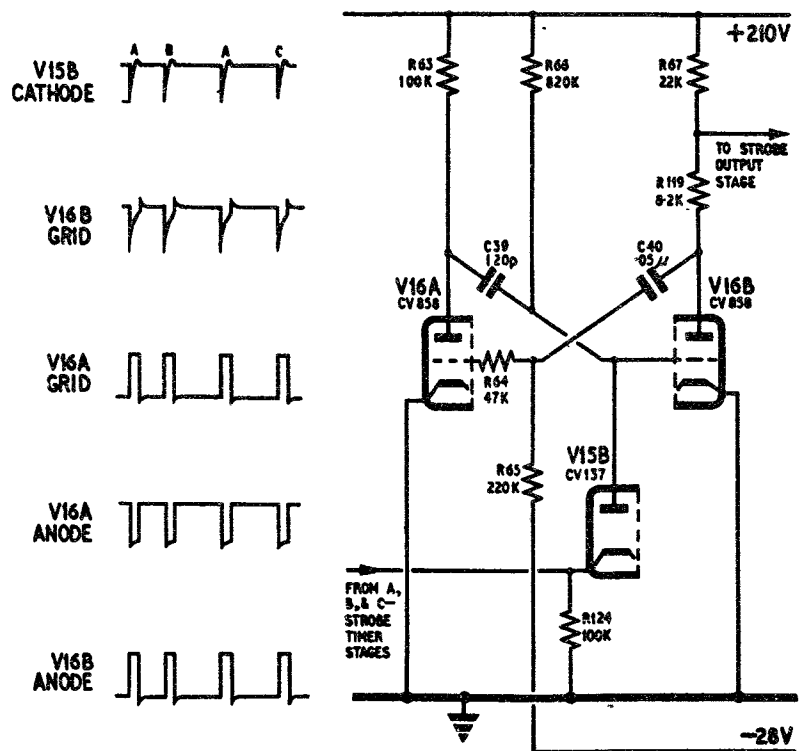 A B A C
V15B
CATHODE
V16B
GRID
V16A
GRID
V16A
ANODE
V16B
ANODE
+210V
R63
100K
R66
820K
R67
22K
TO STROBE
OUTPUT
STAGE
R119
8·2K
C39
120p
C40
·05µ
V16A
CV858
V16B
CV858
R64
47K
R65
220K
V15B
CV137
FROM A,
B,& C-
STROBE
TIMER
STAGES
R124
100K
-28V